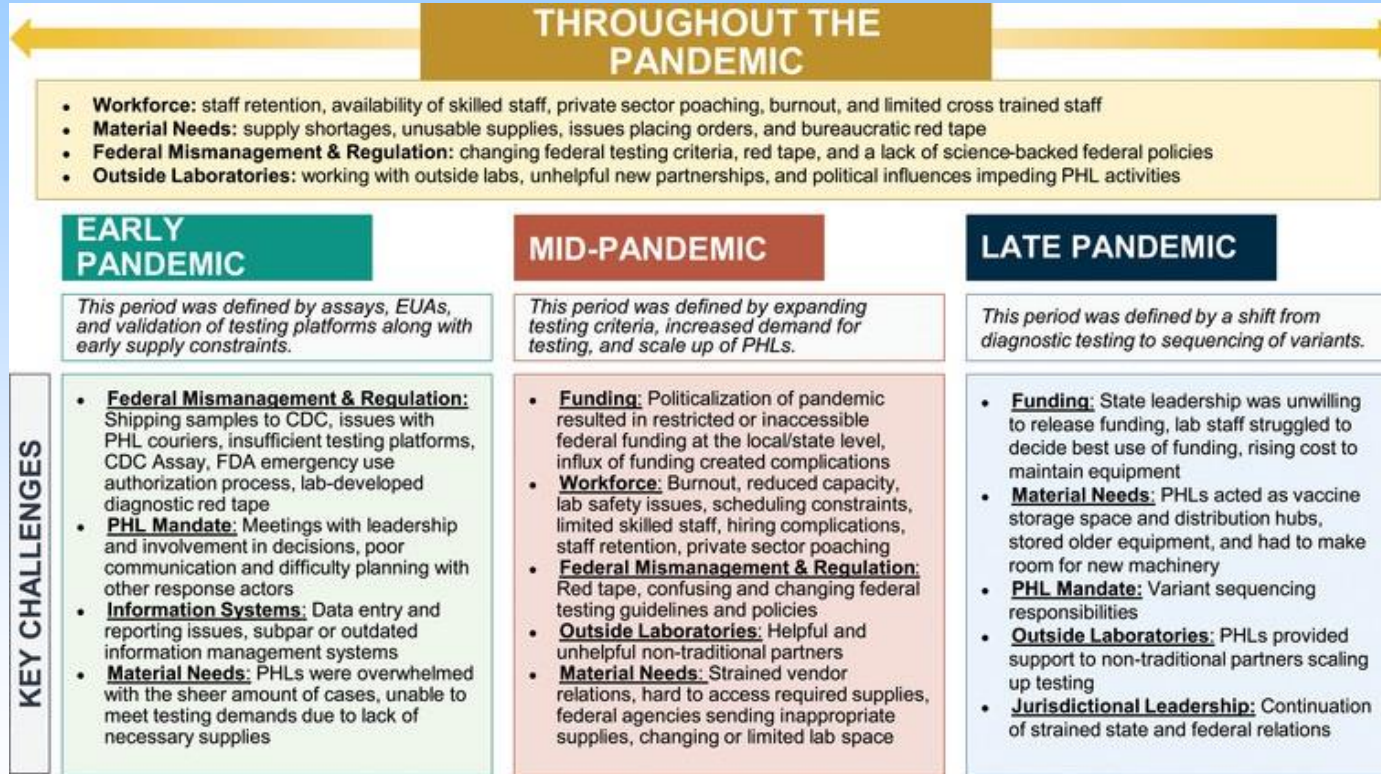 THROUGHOUT THE
PANDEMIC
• Workforce: staff retention, availability of skilled staff, private sector poaching, burnout, and limited cross trained staff
• Material Needs: supply shortages, unusable supplies, issues placing orders, and bureaucratic red tape
• Federal Mismanagement & Regulation: changing federal testing criteria, red tape, and a lack of science-backed federal policies
• Outside Laboratories: working with outside labs, unhelpful new partnerships, and political influences impeding PHL activities
EARLY
PANDEMIC
This period was defined by assays, EUAs,
and validation of testing platforms along with
early supply constraints.
KEY CHALLENGES
• Federal Mismanagement & Regulation:
Shipping samples to CDC, issues with
PHL couriers, insufficient testing platforms,
CDC Assay, FDA emergency use
authorization process, lab-developed
diagnostic red tape
• PHL Mandate: Meetings with leadership
and involvement in decisions, poor
communication and difficulty planning with
other response actors
• Information Systems: Data entry and
reporting issues, subpar or outdated
information management systems
• Material Needs: PHLs were overwhelmed
with the sheer amount of cases, unable to
meet testing demands due to lack of
necessary supplies
MID-PANDEMIC
This period was defined by expanding
testing criteria, increased demand for
testing, and scale up of PHLs.
• Funding: Politicalization of pandemic
resulted in restricted or inaccessible
federal funding at the local/state level,
influx of funding created complications
• Workforce: Burnout, reduced capacity,
lab safety issues, scheduling constraints,
limited skilled staff, hiring complications,
staff retention, private sector poaching
• Federal Mismanagement & Regulation:
Red tape, confusing and changing federal
testing guidelines and policies
• Outside Laboratories: Helpful and
unhelpful non-traditional partners
• Material Needs: Strained vendor
relations, hard to access required supplies,
federal agencies sending inappropriate
supplies, changing or limited lab space
LATE PANDEMIC
This period was defined by a shift from
diagnostic testing to sequencing of variants.
• Funding: State leadership was unwilling
to release funding, lab staff struggled to
decide best use of funding, rising cost to
maintain equipment
• Material Needs: PHLs acted as vaccine
storage space and distribution hubs,
stored older equipment, and had to make
room for new machinery
• PHL Mandate: Variant sequencing
responsibilities
• Outside Laboratories: PHLs provided
support to non-traditional partners scaling
up testing
• Jurisdictional Leadership: Continuation
of strained state and federal relations